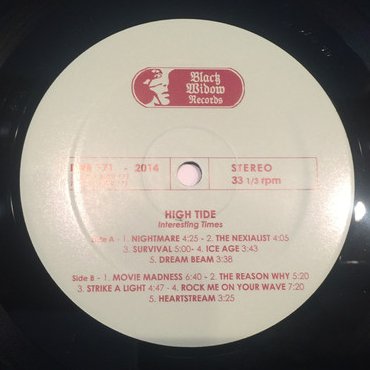 Black
Widow
Records
- 2014
STEREO
33 1/3 rpm
HIGH TIDE
Interesting Times
Side A - 1. NIGHTMARE 4:25 - 2. THE NEXIALIST 4:05
3. SURVIVAL 5:00- 4. ICE AGE 3:43
5. DREAM BEAM 3:38
Side B - 1. MOVIE MADNESS 6:40 - 2. THE REASON WHY 5:20
3. STRIKE A LIGHT 4:47 - 4. ROCK ME ON YOUR WAVE 7:20
5. HEARTSTREAM 3:25